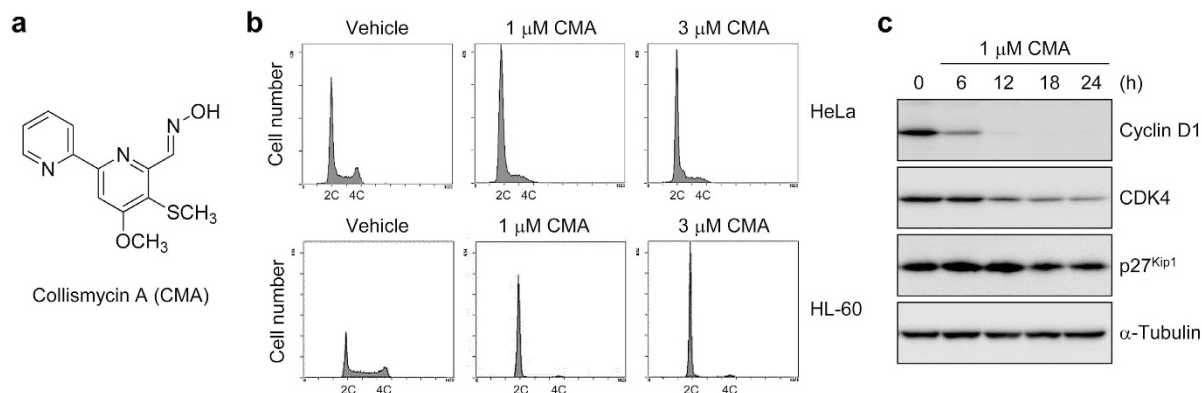 a
N
OH
N
N
SCH3
OCH3
Collismycin A (CMA)
b
Vehicle
1 μM CMA
3 μM CMA
Cell number
2C 4C
2C 4C
2C 4C
HeLa
Vehicle
1 μM CMA
3 μM CMA
Cell number
2C 4C
2C 4C
2C 4C
HL-60
c
1 μM CMA
0 6 12 18 24 (h)
Cyclin D1
CDK4
p27Kip1
α-Tubulin